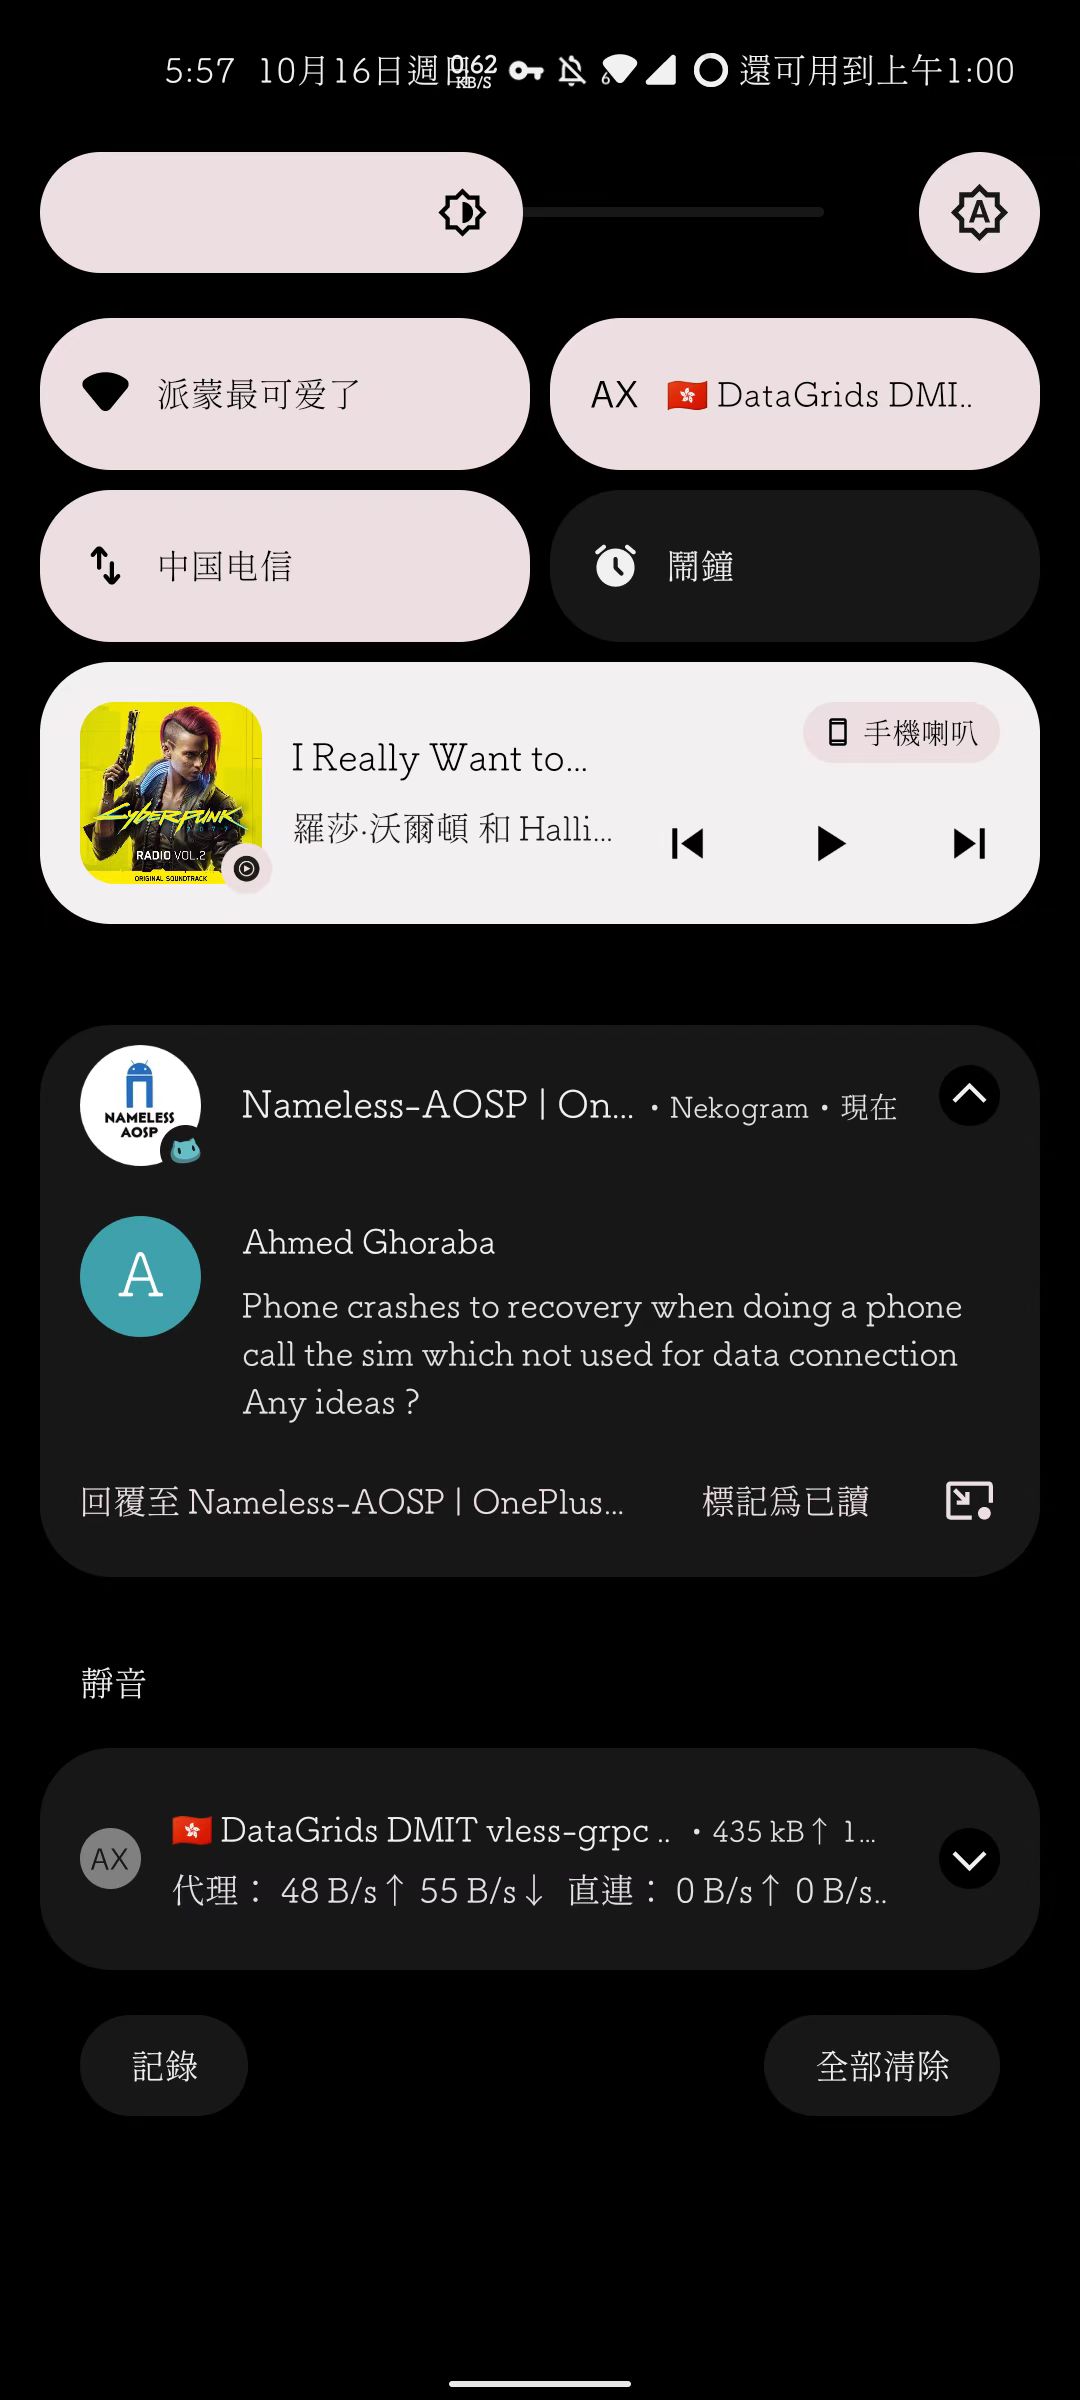 5:57 10月16日週 0.62 KB/S 6 還可用到上午1:00
A
派蒙最可爱了
AX 🇭🇰 DataGrids DMI..
中国电信
鬧鐘
手機喇叭
I Really Want to...
羅莎·沃爾頓 和 Halli...
Cyberpunk
2077
RADIO VOL.2
ORIGINAL SOUNDTRACK
NAMELESS
AOSP
Nameless-AOSP | On... · Nekogram · 現在
A
Ahmed Ghoraba
Phone crashes to recovery when doing a phone
call the sim which not used for data connection
Any ideas ?
回覆至 Nameless-AOSP | OnePlus... 標記爲已讀
靜音
AX
🇭🇰 DataGrids DMIT vless-grpc .. · 435 kB↑ 1...
代理： 48 B/s↑ 55 B/s↓ 直連： 0 B/s↑ 0 B/s..
記錄 全部清除